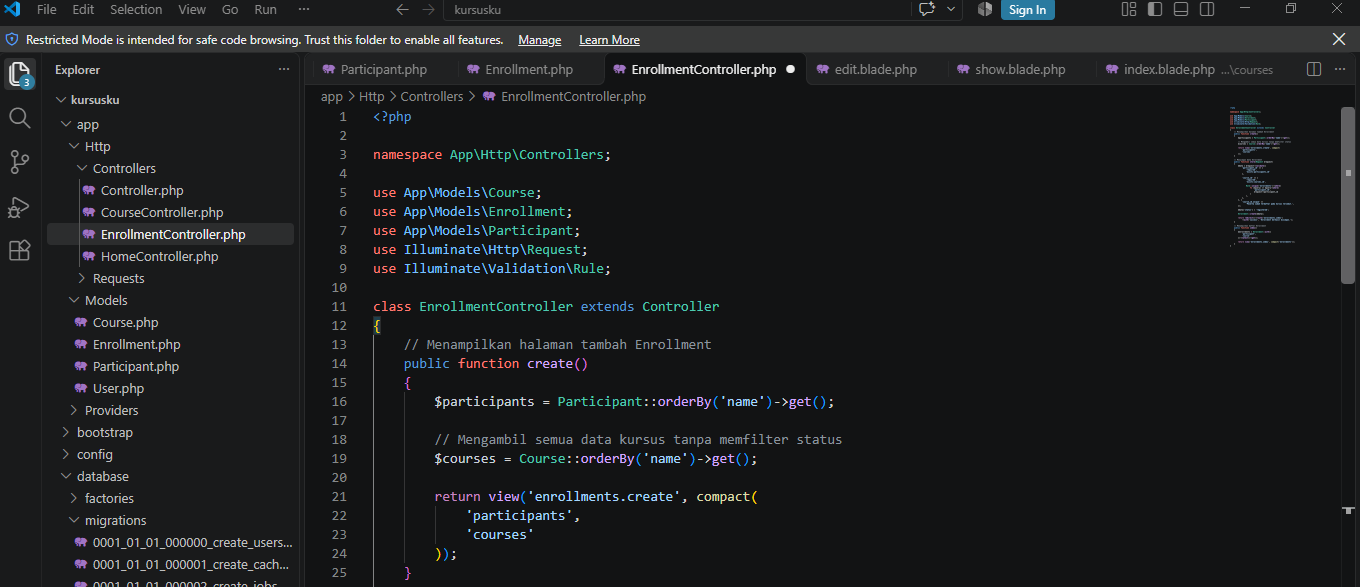 File Edit Selection View Go Run ··· kursusku Sign In
Restricted Mode is intended for safe code browsing. Trust this folder to enable all features. Manage Learn More
3
Explorer ···
kursusku
app
Http
Controllers
Controller.php
CourseController.php
EnrollmentController.php
HomeController.php
Requests
Models
Course.php
Enrollment.php
Participant.php
User.php
Providers
bootstrap
config
database
factories
migrations
0001_01_01_000000_create_users...
0001_01_01_000001_create_cach...
0001_01_01_000002_create_jobs
Participant.php Enrollment.php EnrollmentController.php edit.blade.php show.blade.php index.blade.php ...\courses ···
app > Http > Controllers > EnrollmentController.php
1 <?php
2
3 namespace App\Http\Controllers;
4
5 use App\Models\Course;
6 use App\Models\Enrollment;
7 use App\Models\Participant;
8 use Illuminate\Http\Request;
9 use Illuminate\Validation\Rule;
10
11 class EnrollmentController extends Controller
12 {
13 // Menampilkan halaman tambah Enrollment
14 public function create()
15 {
16 $participants = Participant::orderBy('name')->get();
17
18 // Mengambil semua data kursus tanpa memfilter status
19 $courses = Course::orderBy('name')->get();
20
21 return view('enrollments.create', compact(
22 'participants',
23 'courses'
24 ));
25 }